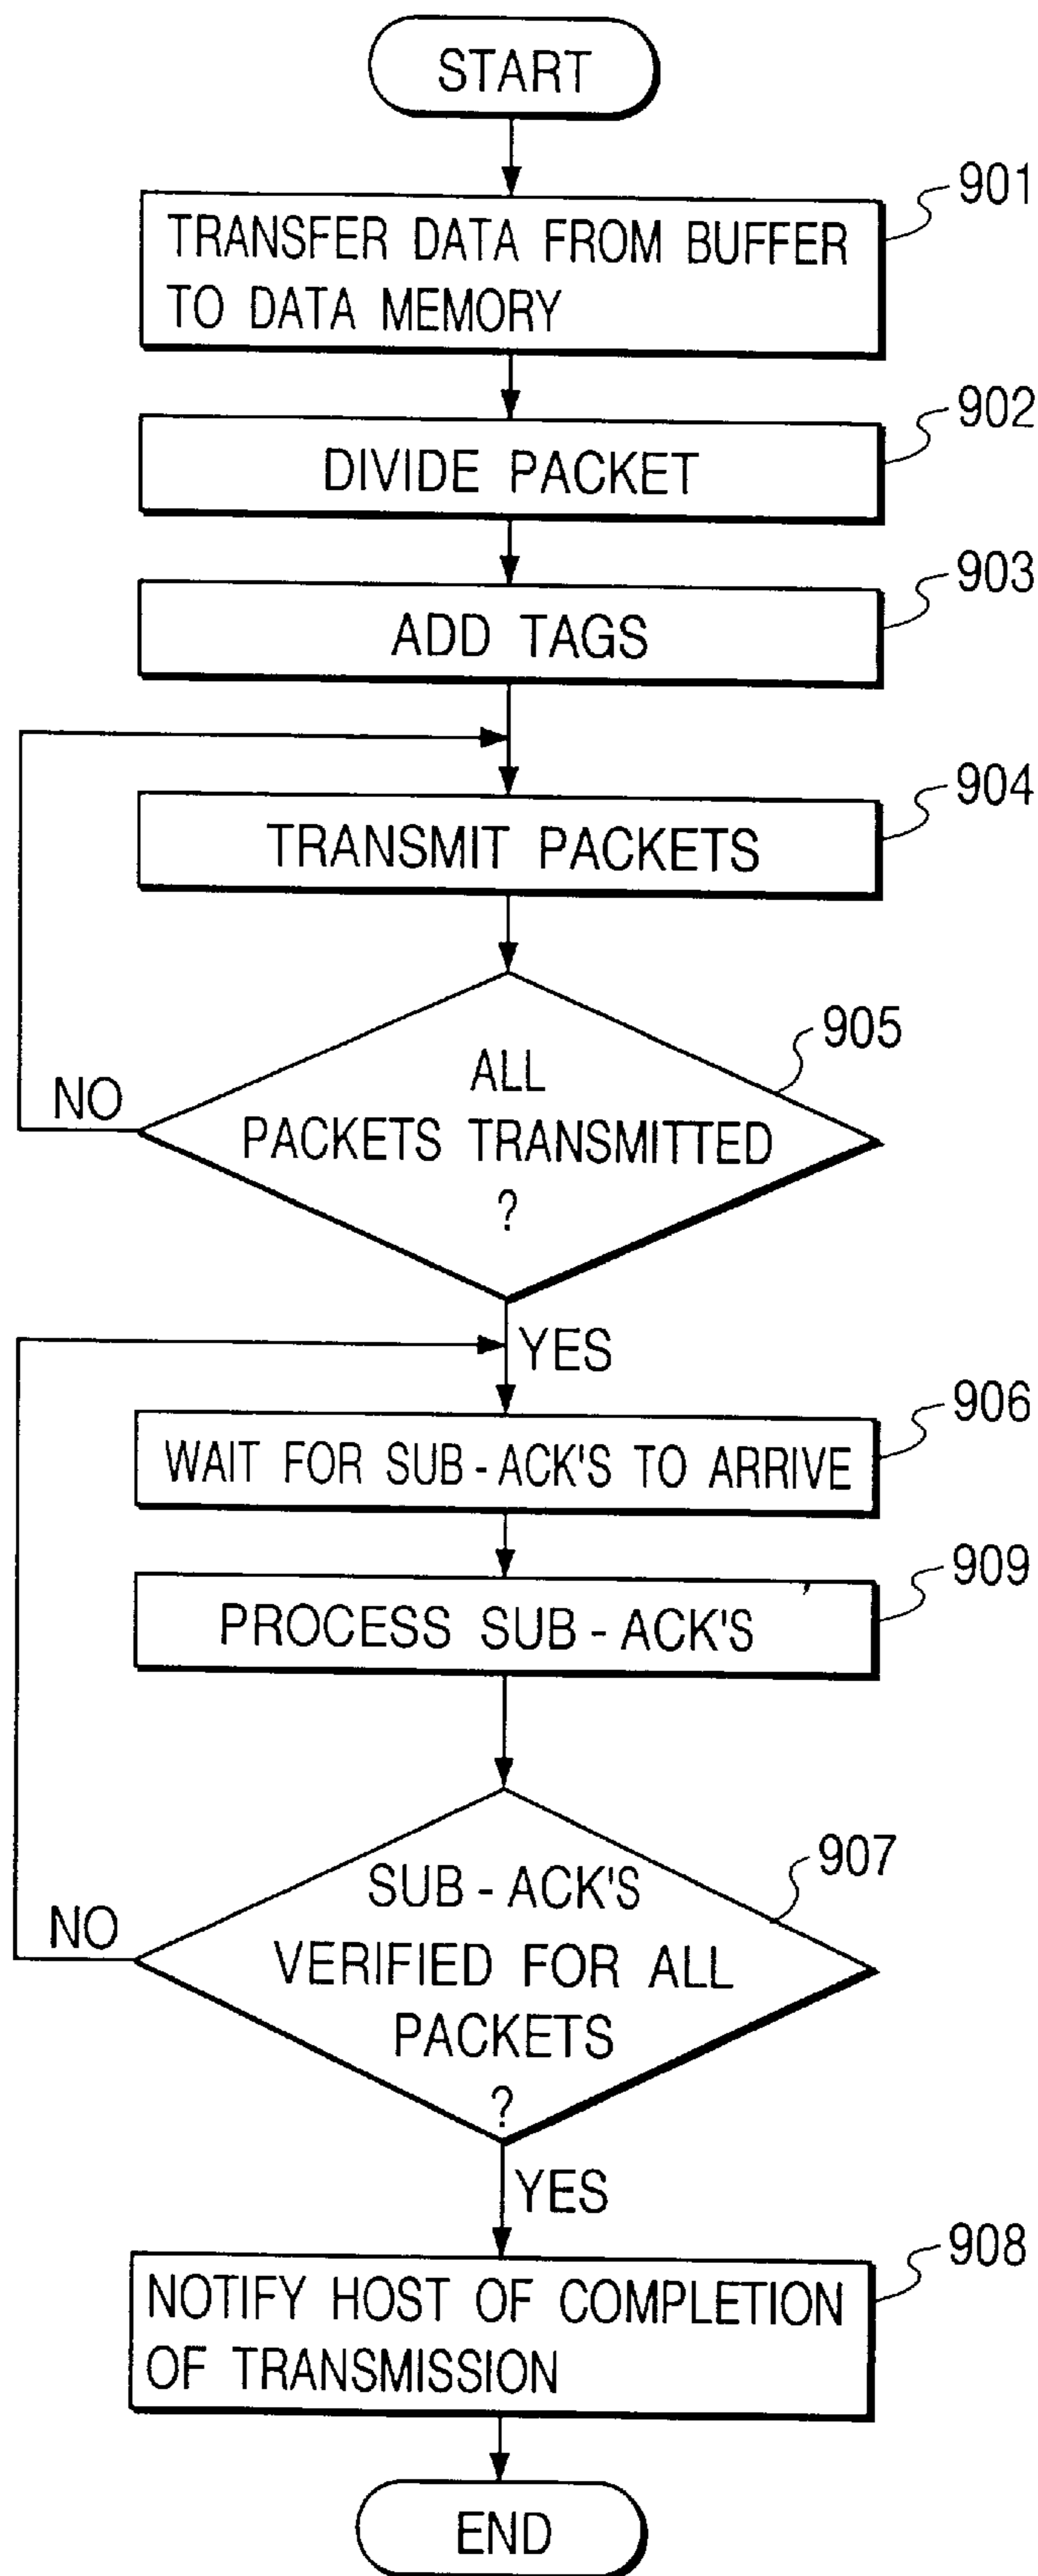 START
901
TRANSFER DATA FROM BUFFER
TO DATA MEMORY
902
DIVIDE PACKET
903
ADD TAGS
904
TRANSMIT PACKETS
905
ALL
PACKETS TRANSMITTED
?
NO
YES
906
WAIT FOR SUB-ACK'S TO ARRIVE
909
PROCESS SUB-ACK'S
907
SUB-ACK'S
VERIFIED FOR ALL
PACKETS
?
NO
YES
908
NOTIFY HOST OF COMPLETION
OF TRANSMISSION
END